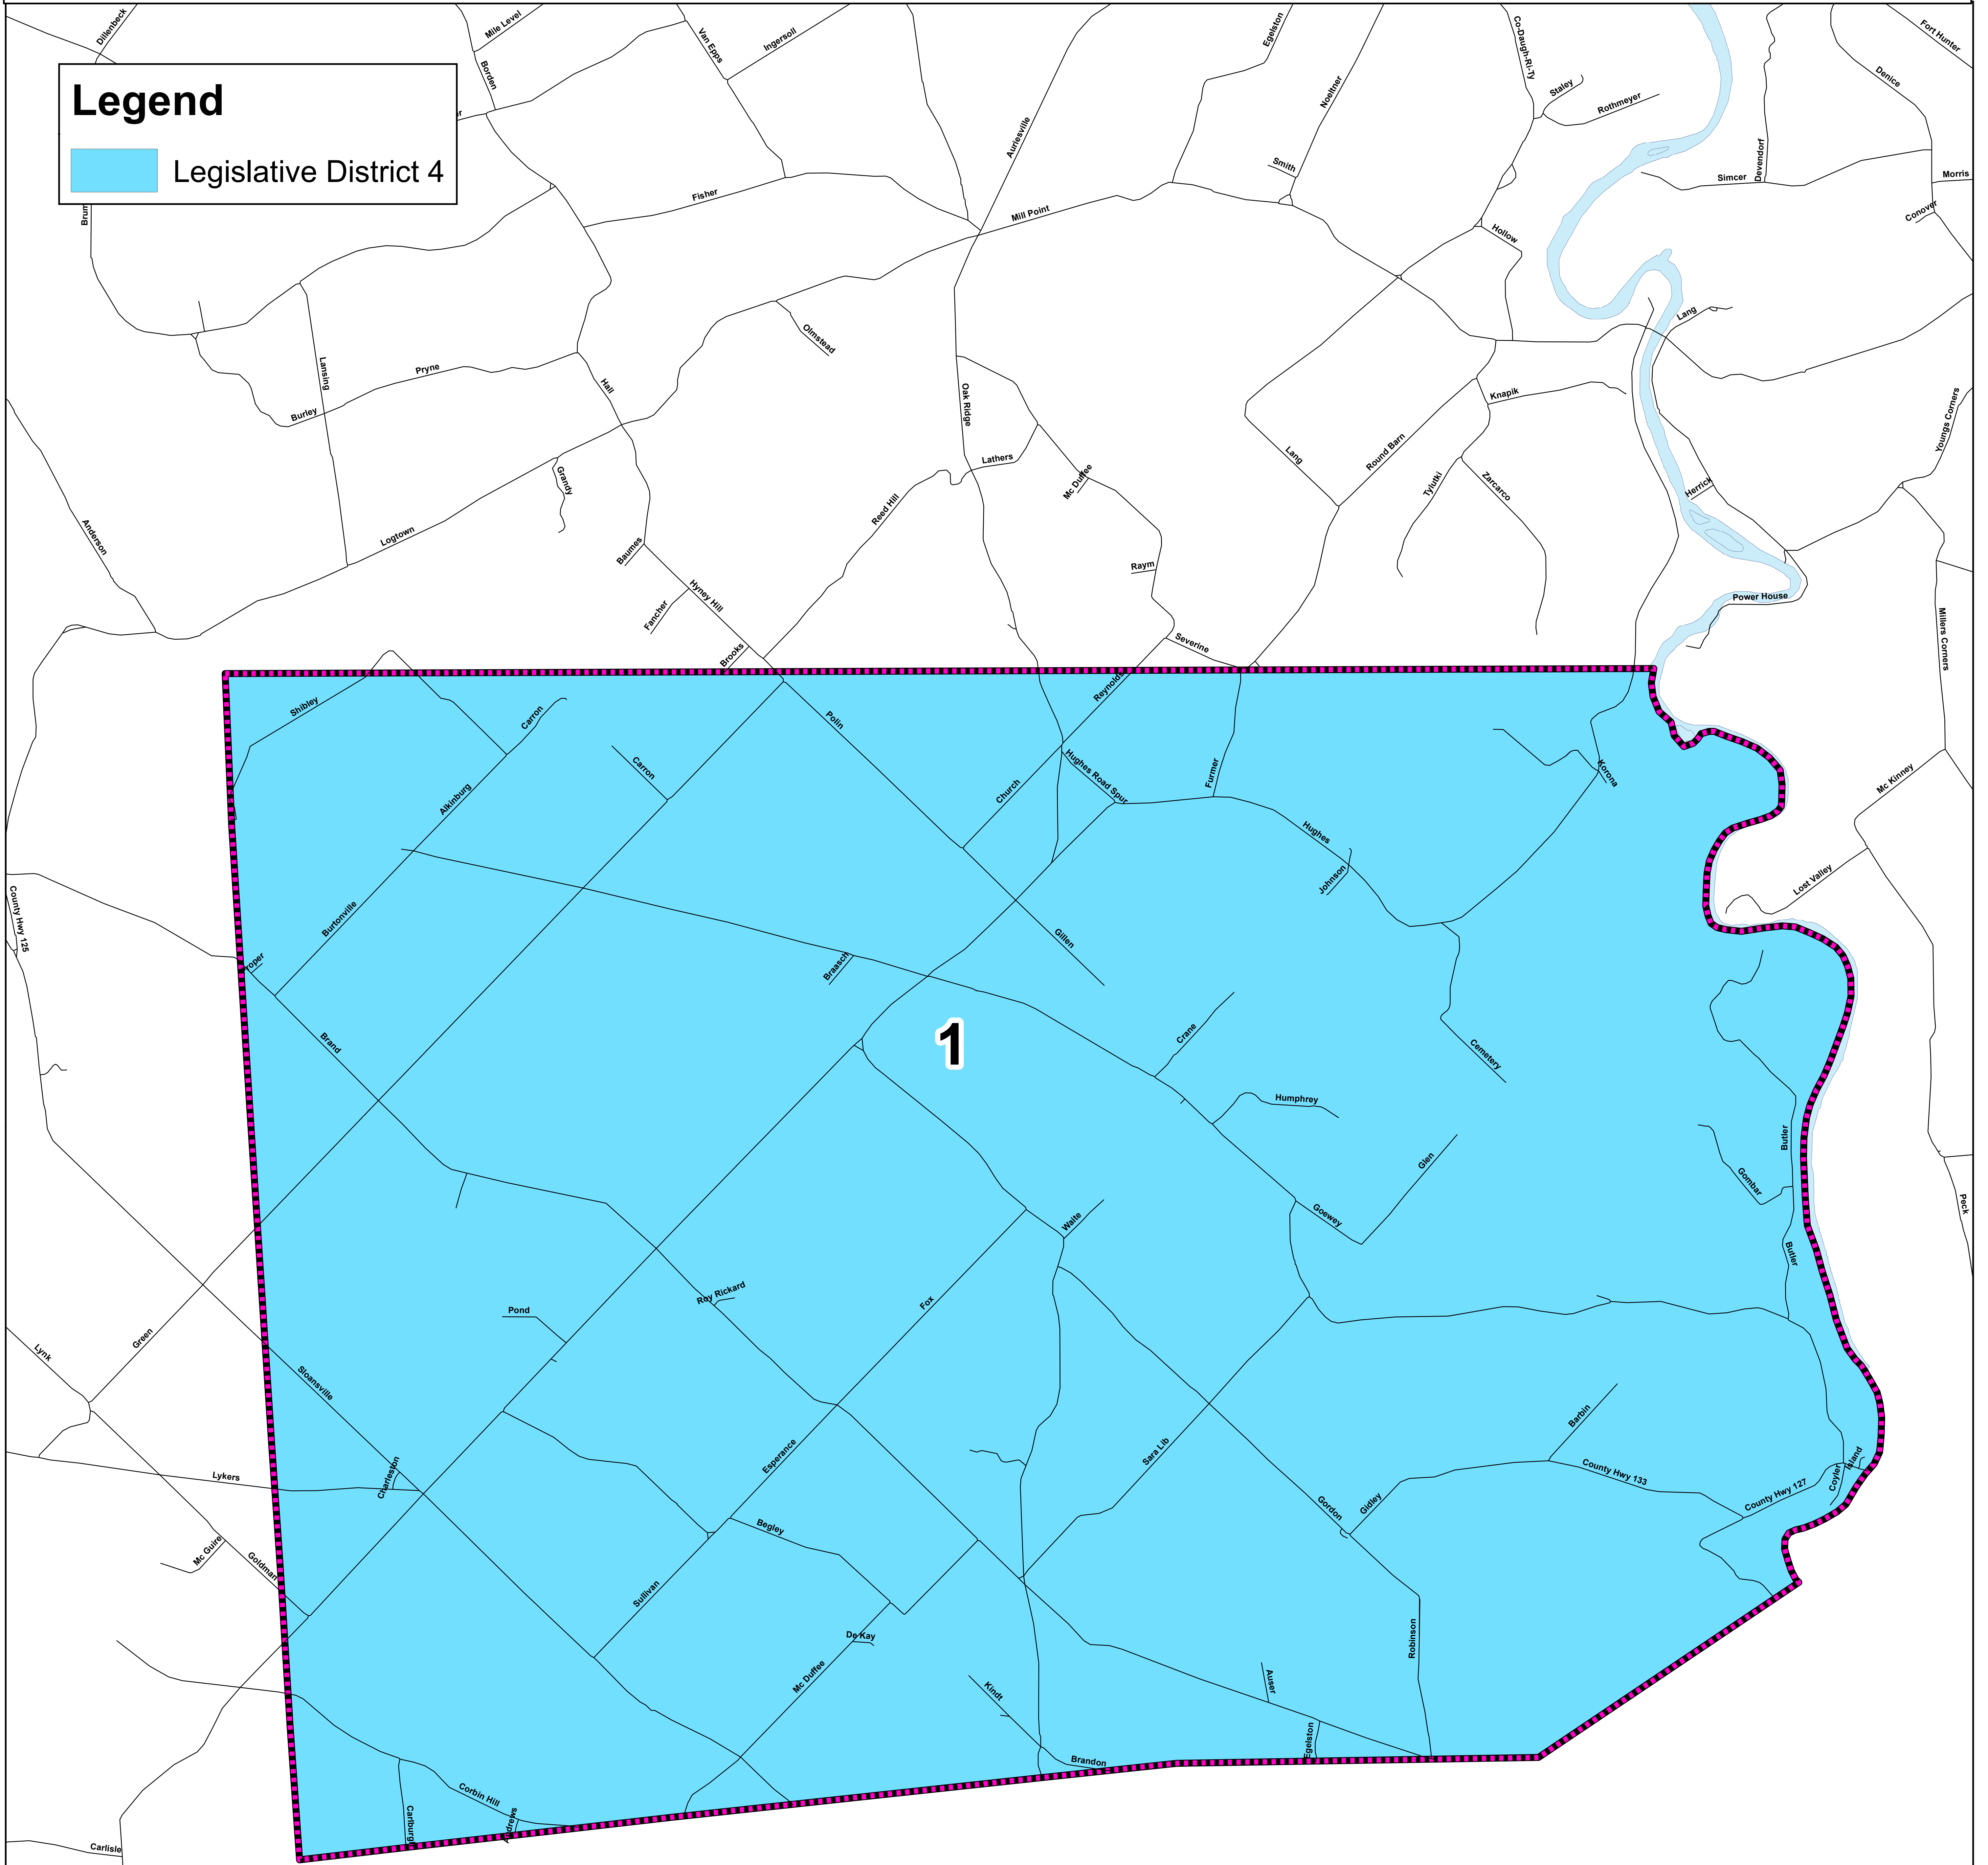 Dillenbeck
Mile Level
Borden
Van Epps
Ingersoll
Egelston
Noeltner
Co-Daugh-Ri-Ty
Staley
Rothmeyer
Fort Hunter
Denice
Legend
Legislative District 4
Auriesville
Smith
Devendorf
Simcer
Morris
Conover
Fisher
Mill Point
Hollow
Lang
Olmstead
Lansing
Pryne
Burley
Hall
Oak Ridge
Knapik
Youngs Corners
Lathers
Lang
Round Barn
Mc Duffee
Tylutki
Zarcarco
Herrick
Grandy
Reed Hill
Anderson
Logtown
Baumes
Raym
Hyney Hill
Fancher
Power House
Millers Corners
Severine
Brooks
Reynolds
Shibley
Carron
Polin
Carron
Hughes Road Spur
Furmer
Korona
Alkinburg
Church
Mc Kinney
Hughes
Johnson
Lost Valley
County Hwy 125
Burtonville
Gillen
Braasch
Brand
1
Crane
Cemetery
Humphrey
Butler
Glen
Gombar
Peck
Goewey
Waite
Butler
Roy Rickard
Fox
Pond
Green
Lynk
Sloansville
Barbin
Esperance
Sara Lib
Lykers
Charleston
Island
Coyler
County Hwy 133
County Hwy 127
Gordon
Gidley
Begley
Mc Guire
Goldman
Sullivan
De Kay
Robinson
Mc Duffee
Kindt
Auser
Egelston
Brandon
Corbin Hill
Carlburg
Carlisle